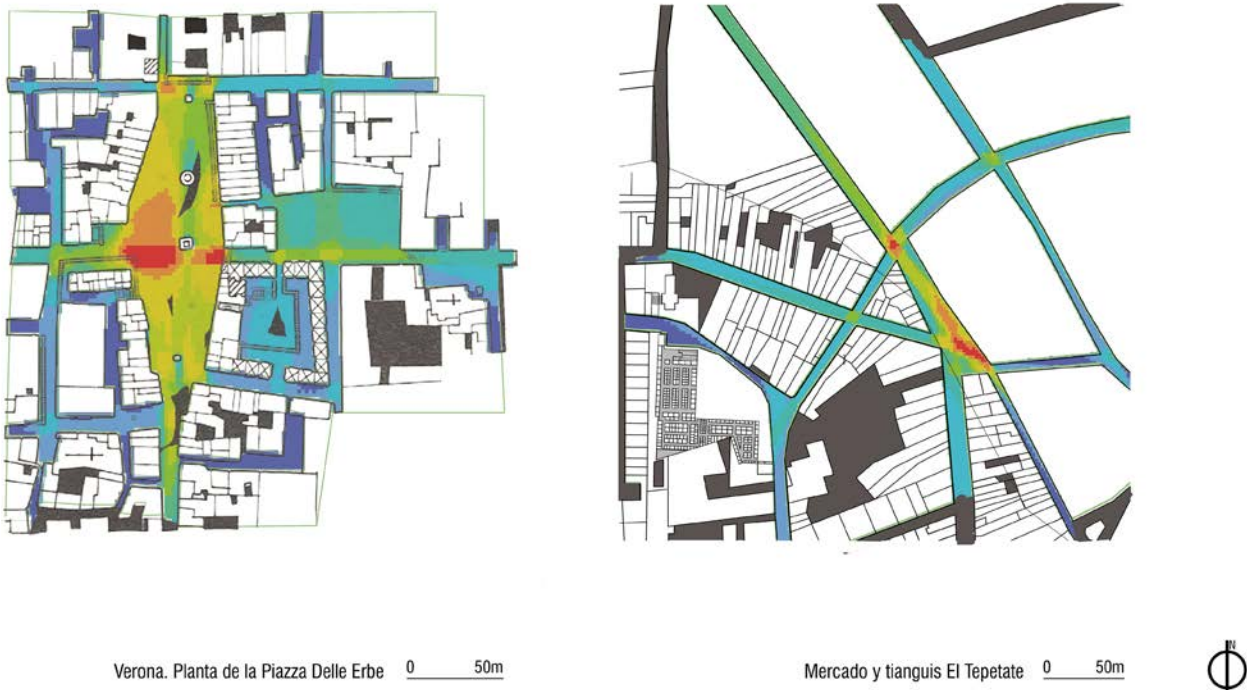 Verona. Planta de la Piazza Delle Erbe 0 50m
Mercado y tianguis El Tepetate 0 50m
N